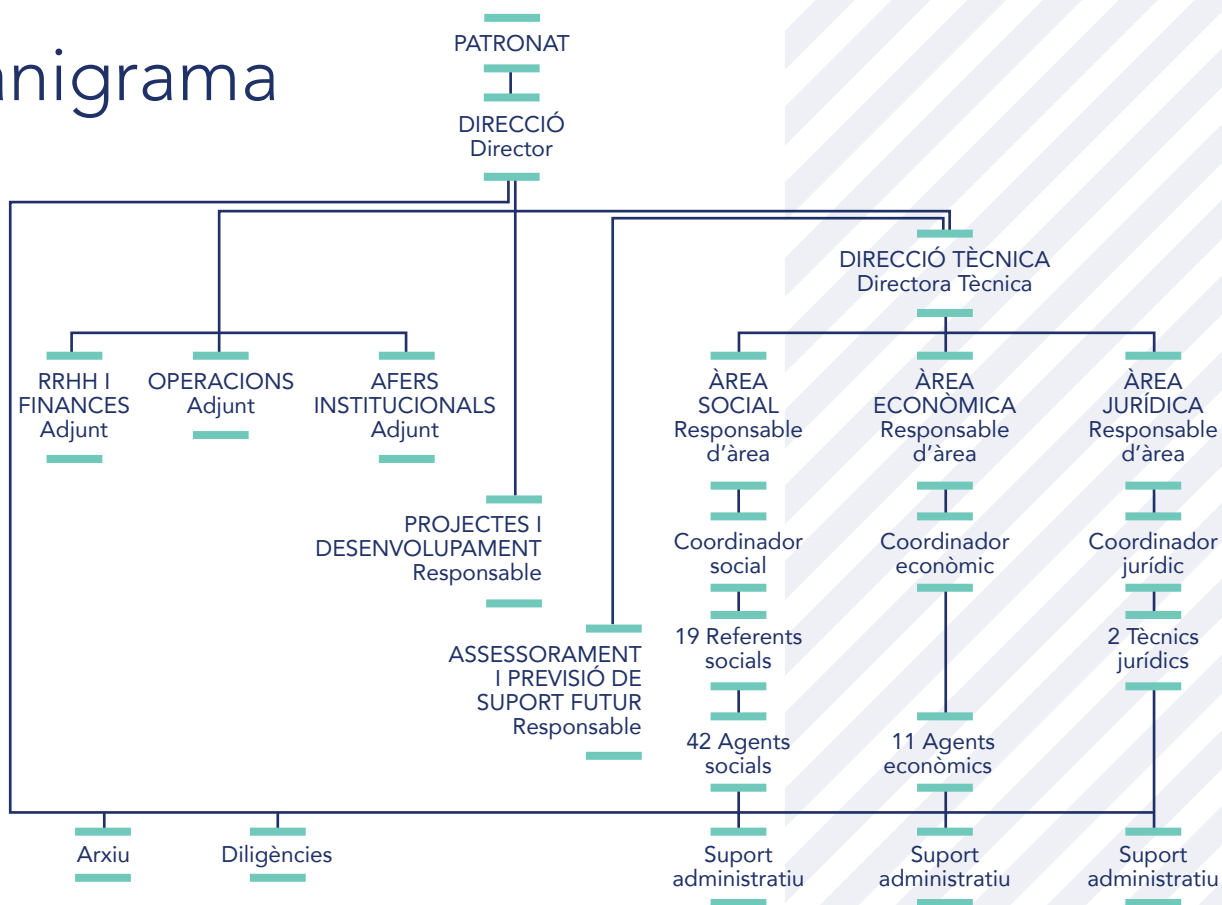 anigrama
PATRONAT
DIRECCIÓ
Director
DIRECCIÓ TÈCNICA
Directora Tècnica
RRHH I
FINANCES
Adjunt
OPERACIONS
Adjunt
AFERS
INSTITUCIONALS
Adjunt
ÀREA
SOCIAL
Responsable
d'àrea
ÀREA
ECONÒMICA
Responsable
d'àrea
ÀREA
JURÍDICA
Responsable
d'àrea
PROJECTES I
DESENVOLUPAMENT
Responsable
Coordinador
social
Coordinador
econòmic
Coordinador
jurídic
ASSESSORAMENT
I PREVISIÓ DE
SUPORT FUTUR
Responsable
19 Referents
socials
2 Tècnics
jurídics
42 Agents
socials
11 Agents
econòmics
Arxiu
Diligències
Suport
administratiu
Suport
administratiu
Suport
administratiu